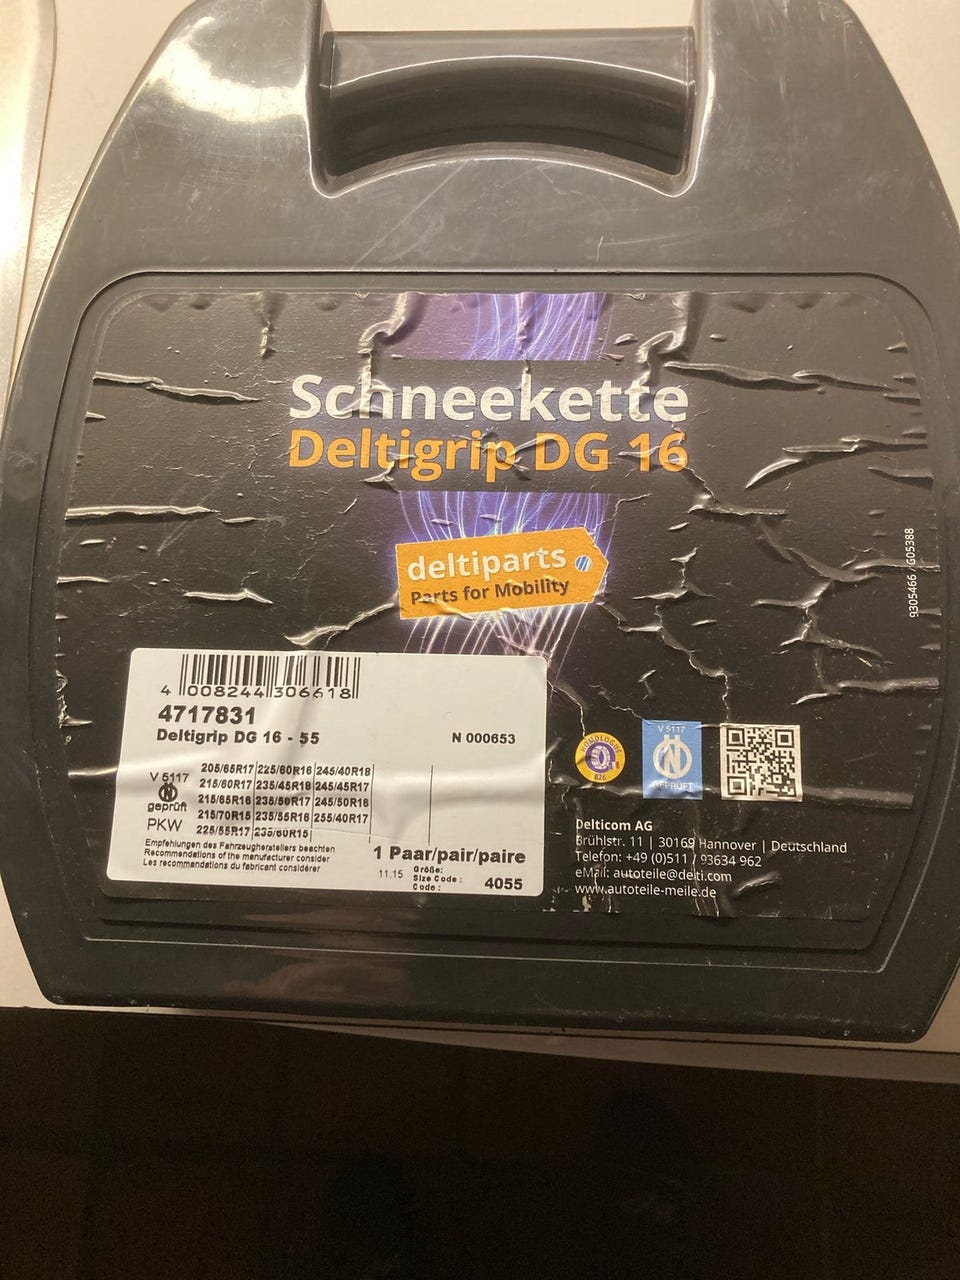 Schneekette
Deltigrip DG 16
deltiparts
Parts for Mobility
9305466 / G05388
4 008244 306618
4717831
Deltigrip DG 16 - 55
N 000653
V 5117
geprüft
PKW
205/65R17 225/60R16 245/40R18
215/60R17 235/45R18 245/45R17
215/65R16 235/50R17 245/50R16
215/70R15 235/55R16 255/40R17
225/55R17 235/60R15
Empfehlungen des Fahrzeugherstellers beachten
Recommendations of the manufacturer consider
Les recommandations du fabricant considérer
1 Paar/pair/paire
11.15
Größe:
Size Code:
Code:
4055
HOMOLOGUE
B26
V 5117
GEPRÜFT
Delticom AG
Brühlstr. 11 | 30169 Hannover | Deutschland
Telefon: +49 (0)511 / 93634 962
eMail: autoteile@delti.com
www.autoteile-meile.de